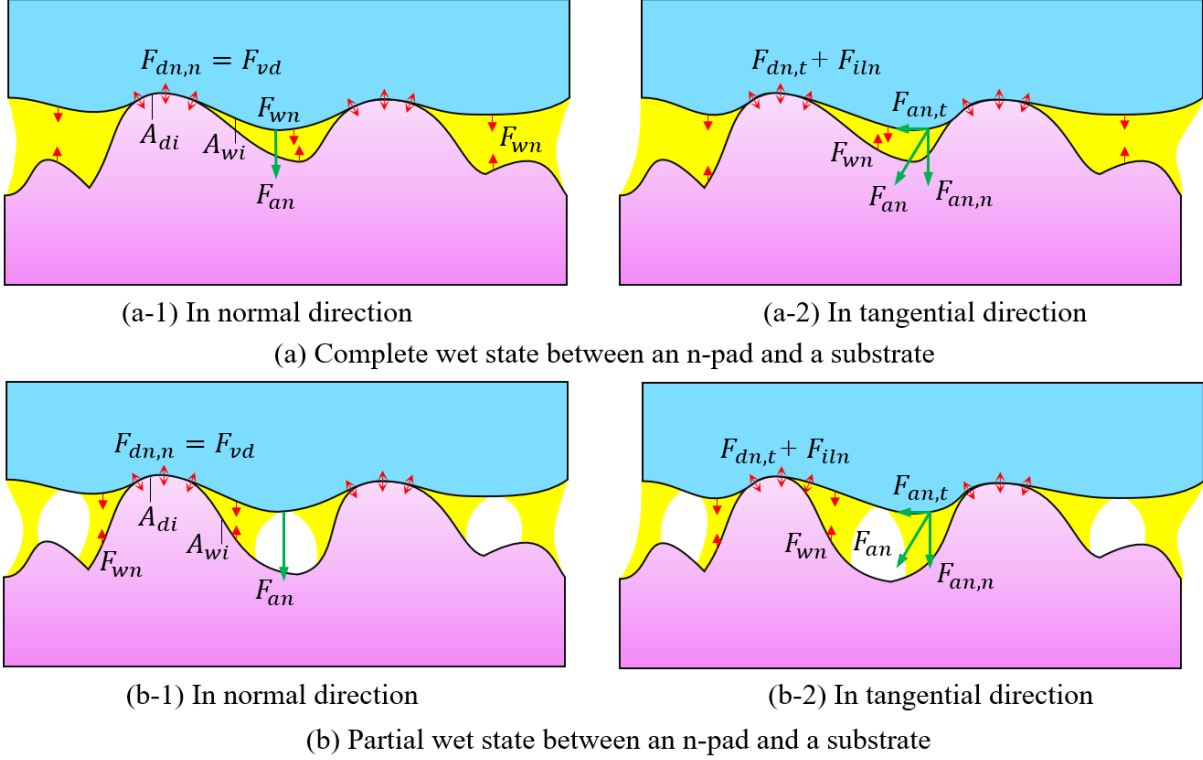 F_{dn,n} = F_{vd}
F_{wn}
A_{di}
A_{wi}
F_{wn}
F_{an}
(a-1) In normal direction
F_{dn,t} + F_{iln}
F_{an,t}
F_{wn}
F_{an}
F_{an,n}
(a-2) In tangential direction
(a) Complete wet state between an n-pad and a substrate
F_{dn,n} = F_{vd}
A_{di}
A_{wi}
F_{wn}
F_{an}
(b-1) In normal direction
F_{dn,t} + F_{iln}
F_{an,t}
F_{wn}
F_{an}
F_{an,n}
(b-2) In tangential direction
(b) Partial wet state between an n-pad and a substrate